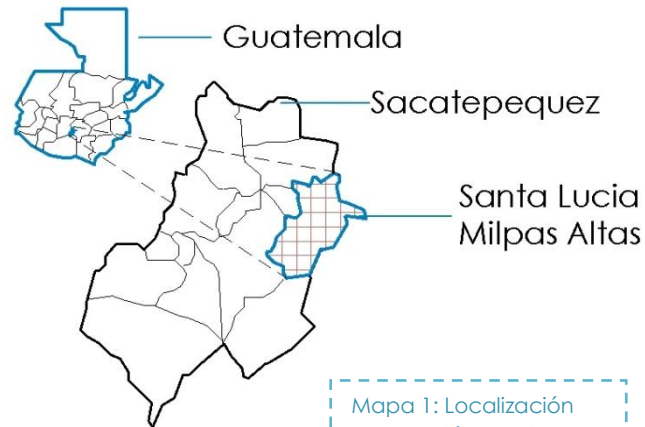 Guatemala
Sacatepequez
Santa Lucia
Milpas Altas
Mapa 1: Localización